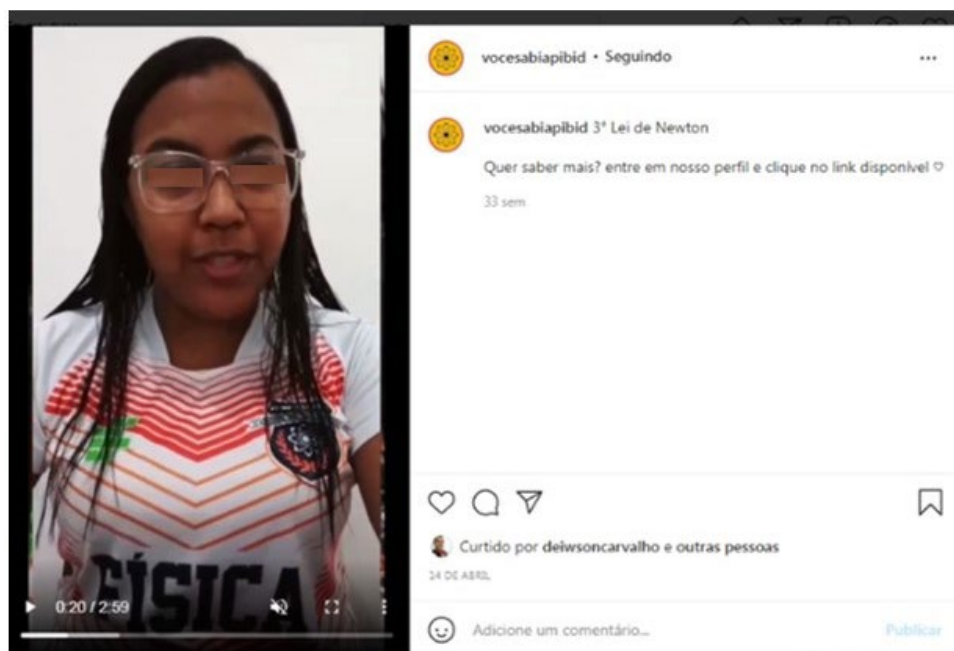 vocesabiapibid • Seguindo
vocesabiapibid 3° Lei de Newton
Quer saber mais? entre em nosso perfil e clique no link disponível ♡
33 sem
FÍSICA
0:20 / 2:59
Curtido por deiwsoncarvalho e outras pessoas
14 DE ABRIL
Adicione um comentário...
Publicar